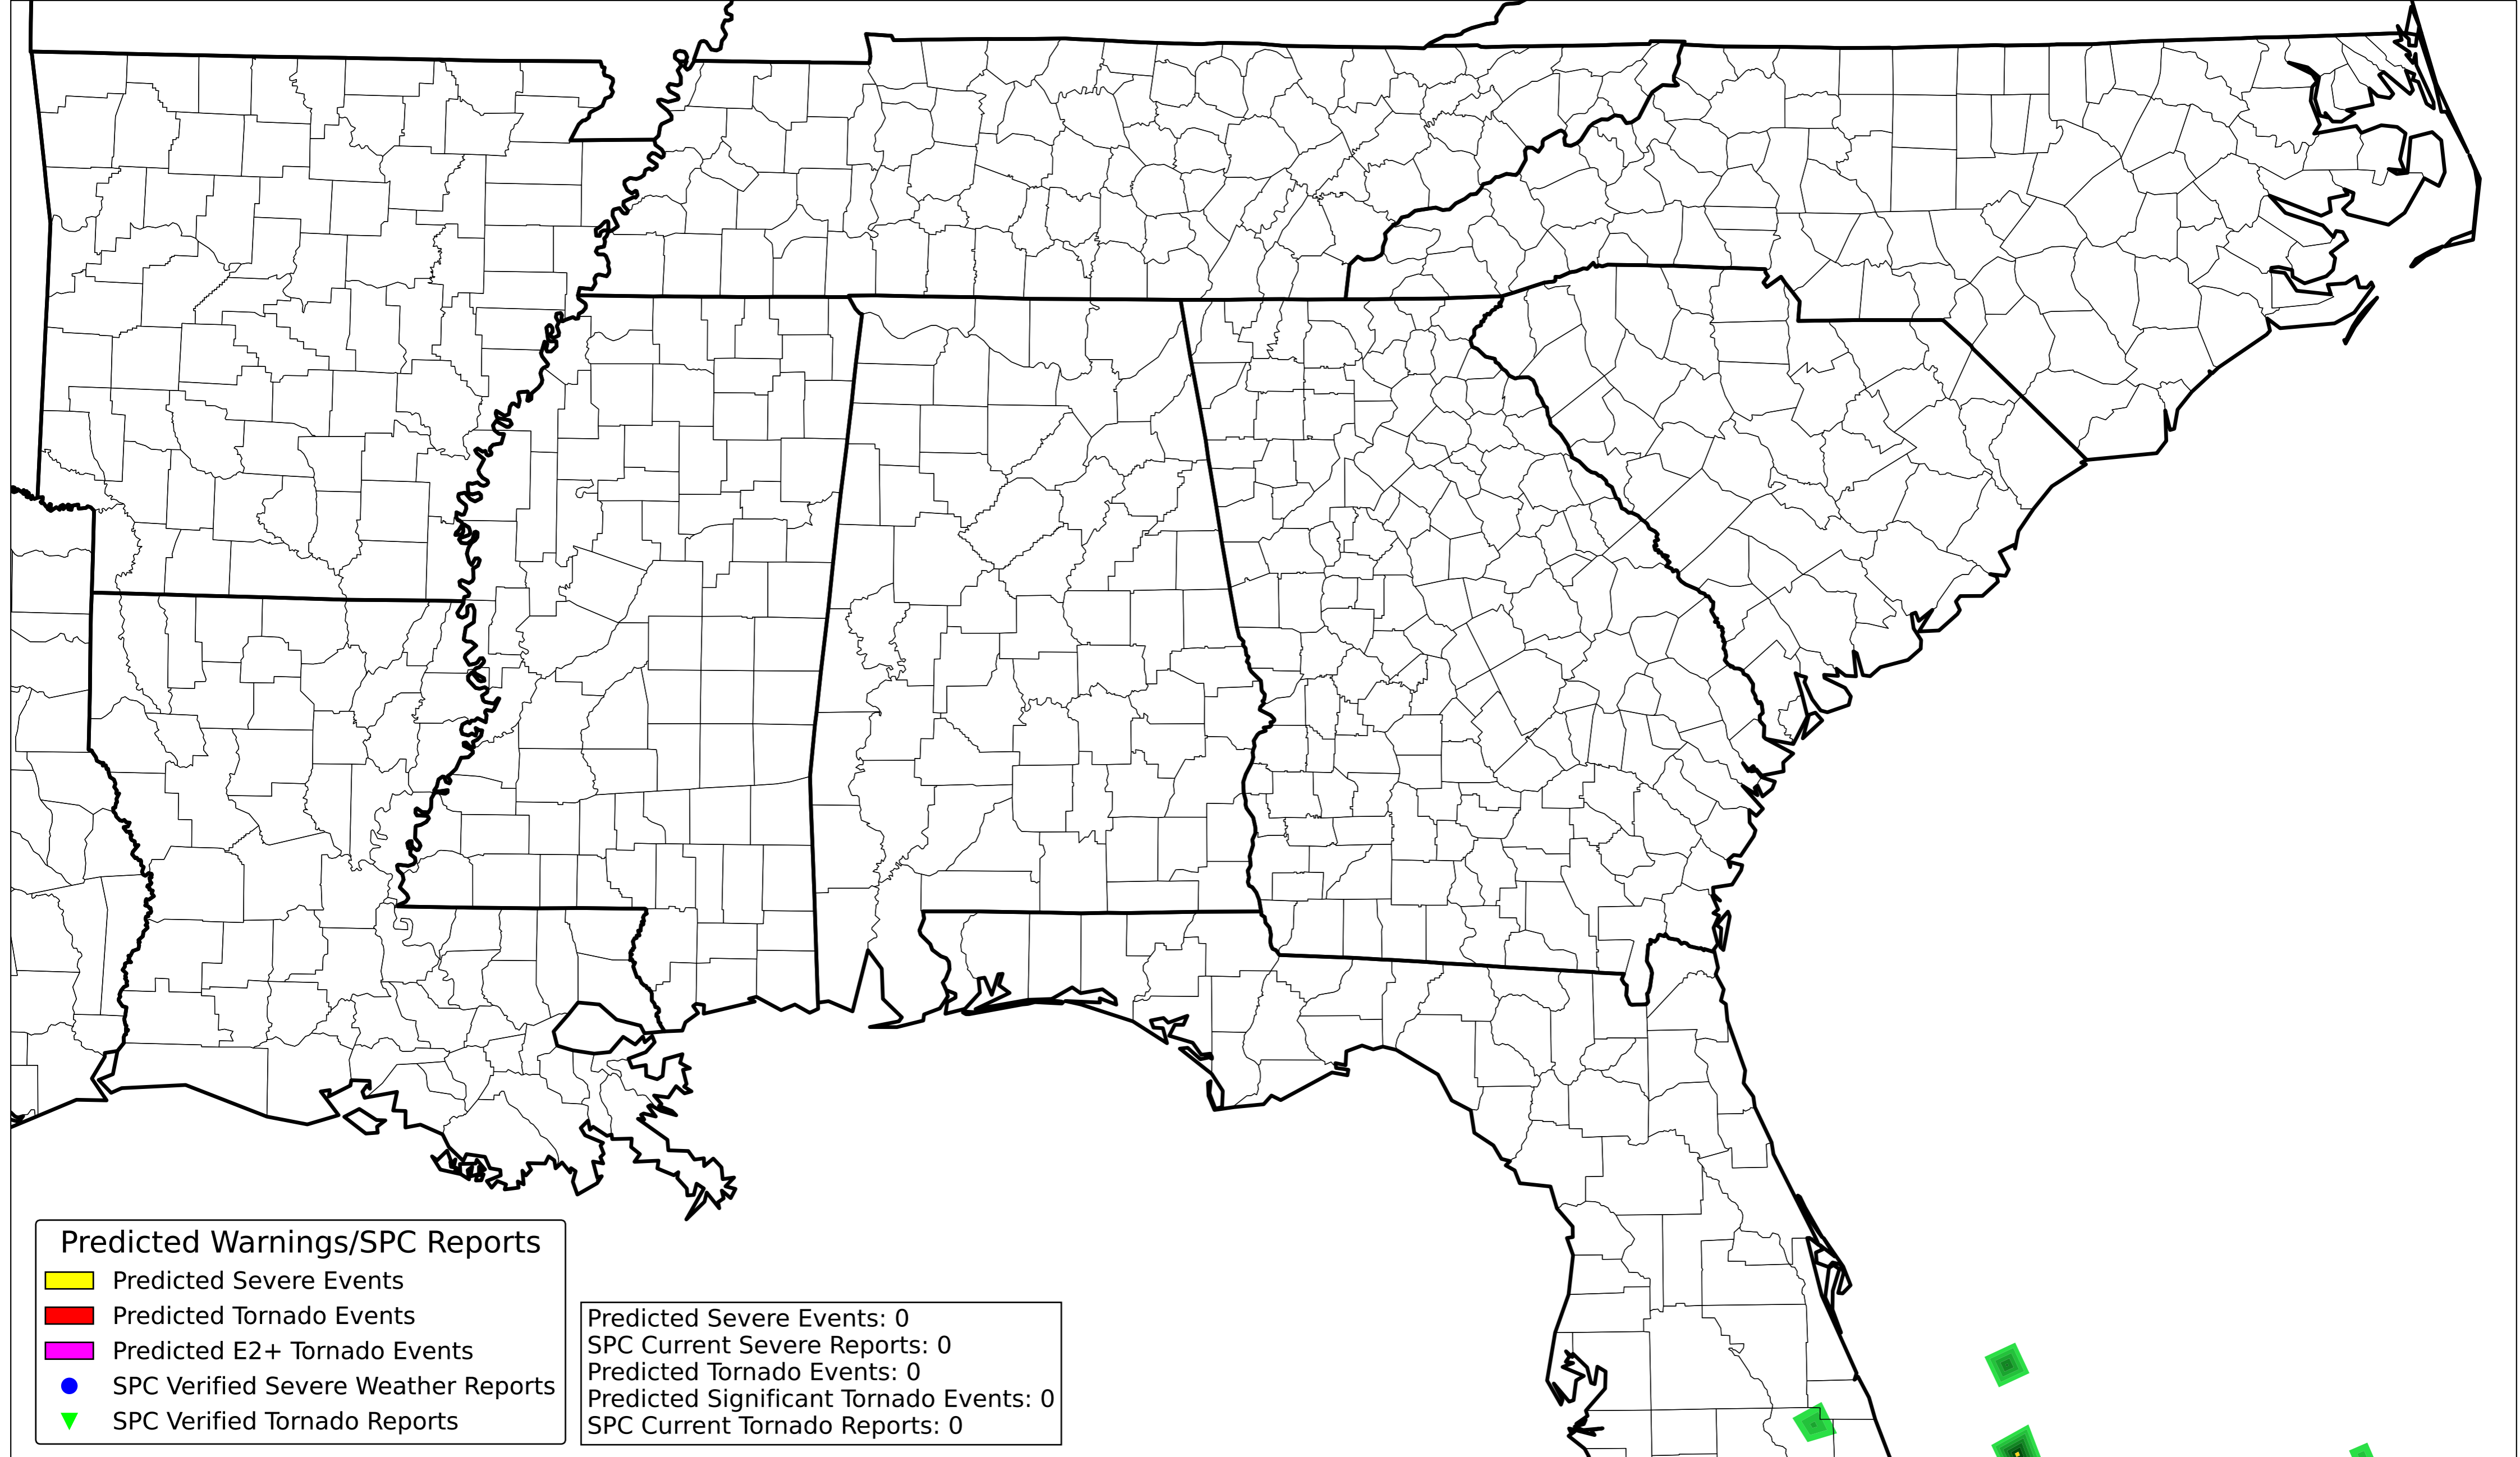 Predicted Warnings/SPC Reports
Predicted Severe Events
Predicted Tornado Events
Predicted E2+ Tornado Events
SPC Verified Severe Weather Reports
SPC Verified Tornado Reports
Predicted Severe Events: 0
SPC Current Severe Reports: 0
Predicted Tornado Events: 0
Predicted Significant Tornado Events: 0
SPC Current Tornado Reports: 0